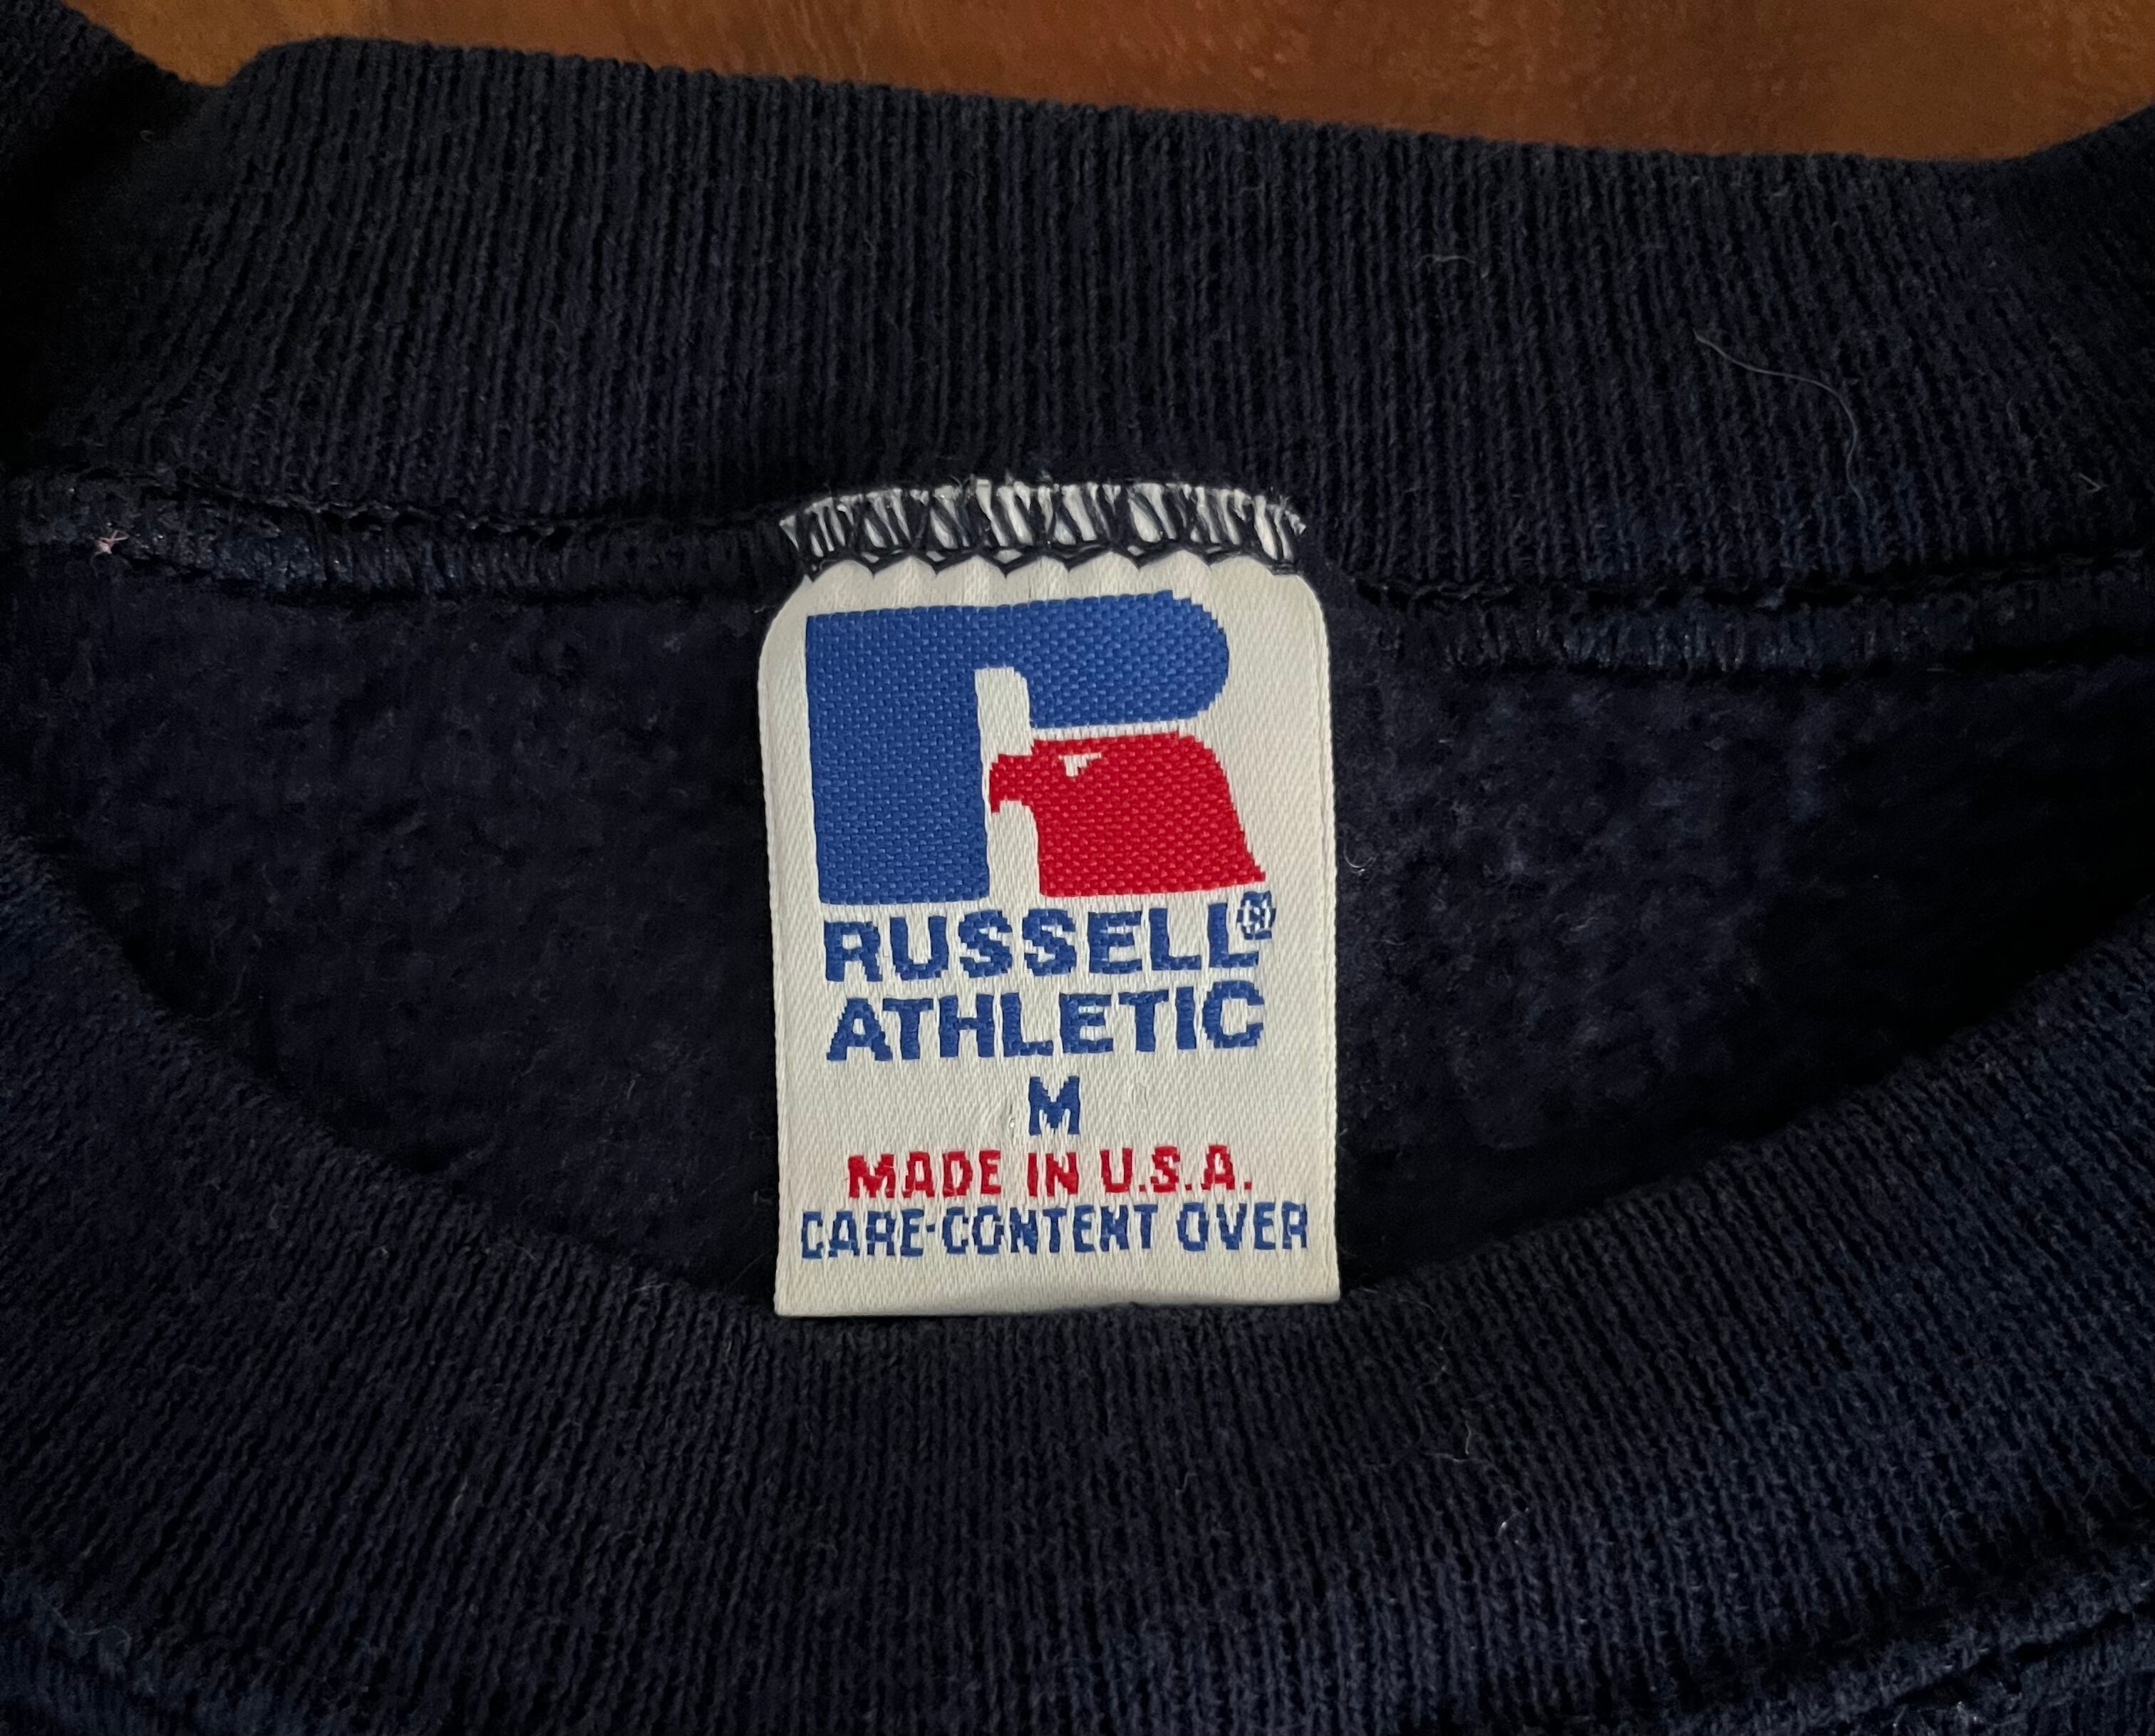 RUSSELL®
ATHLETIC
M
MADE IN U.S.A.
CARE-CONTENT OVER